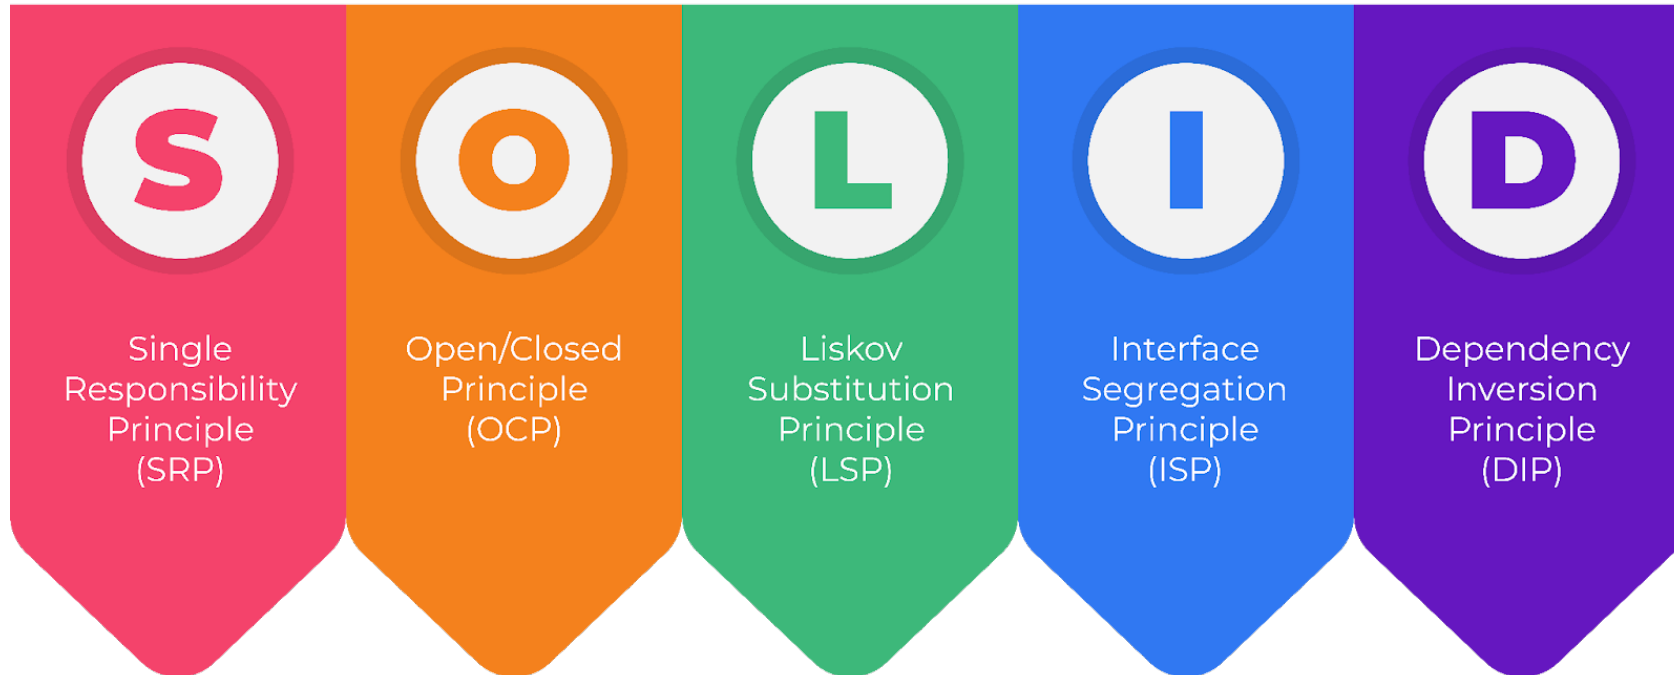 S
Single
Responsibility
Principle
(SRP)
O
Open/Closed
Principle
(OCP)
L
Liskov
Substitution
Principle
(LSP)
I
Interface
Segregation
Principle
(ISP)
D
Dependency
Inversion
Principle
(DIP)